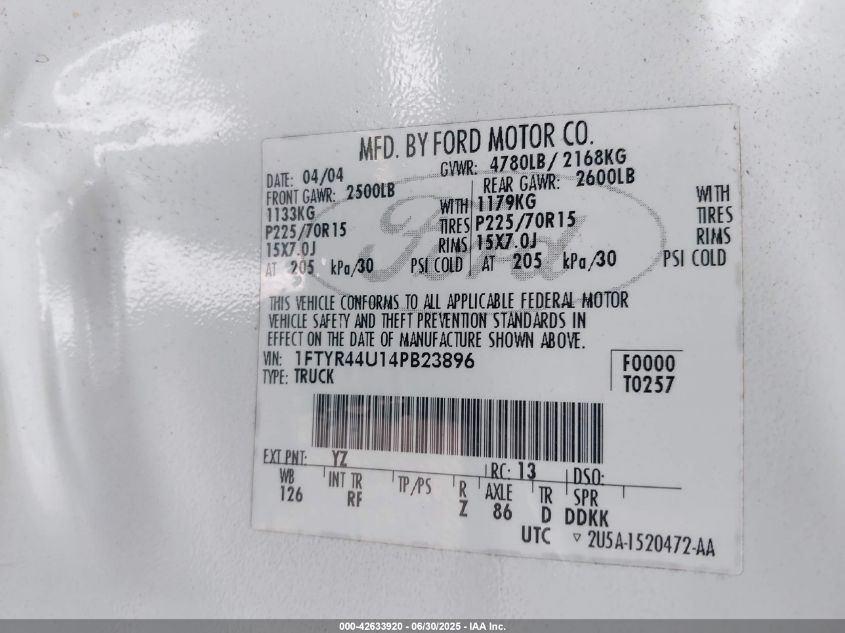 MFD. BY FORD MOTOR CO.
DATE: 04/04 GVWR: 4780LB/ 2168KG
FRONT GAWR: 2500LB REAR GAWR: 2600LB
1133KG WITH 1179KG WITH
P225/70R15 TIRES P225/70R15 TIRES
15X7.0J RIMS 15X7.0J RIMS
AT 205 kPa/30 PSI COLD AT 205 kPa/30 PSI COLD
Ford
THIS VEHICLE CONFORMS TO ALL APPLICABLE FEDERAL MOTOR
VEHICLE SAFETY AND THEFT PREVENTION STANDARDS IN
EFFECT ON THE DATE OF MANUFACTURE SHOWN ABOVE.
VIN: 1FTYR44U14PB23896 F0000
TYPE: TRUCK T0257
EXT PNT: YZ RC: 13 DSO:
WB INT TR TP/PS R AXLE TR SPR
126 RF Z 86 D DDKK
UTC ▽ 2U5A-1520472-AA
000-42633920 - 06/30/2025 - IAA Inc.